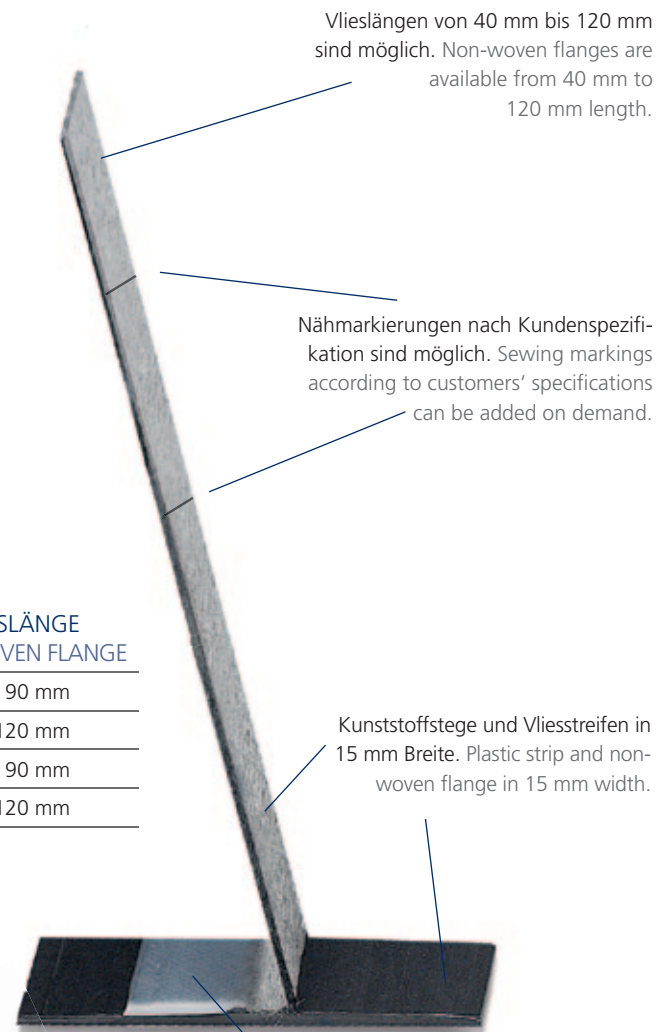 Vlieslängen von 40 mm bis 120 mm
sind möglich. Non-woven flanges are
available from 40 mm to
120 mm length.
Nähmarkierungen nach Kundenspezifi-
kation sind möglich. Sewing markings
according to customers‘ specifications
can be added on demand.
SLÄNGE
VEN FLANGE
90 mm
120 mm
90 mm
120 mm
Kunststoffstege und Vliesstreifen in
15 mm Breite. Plastic strip and non-
woven flange in 15 mm width.